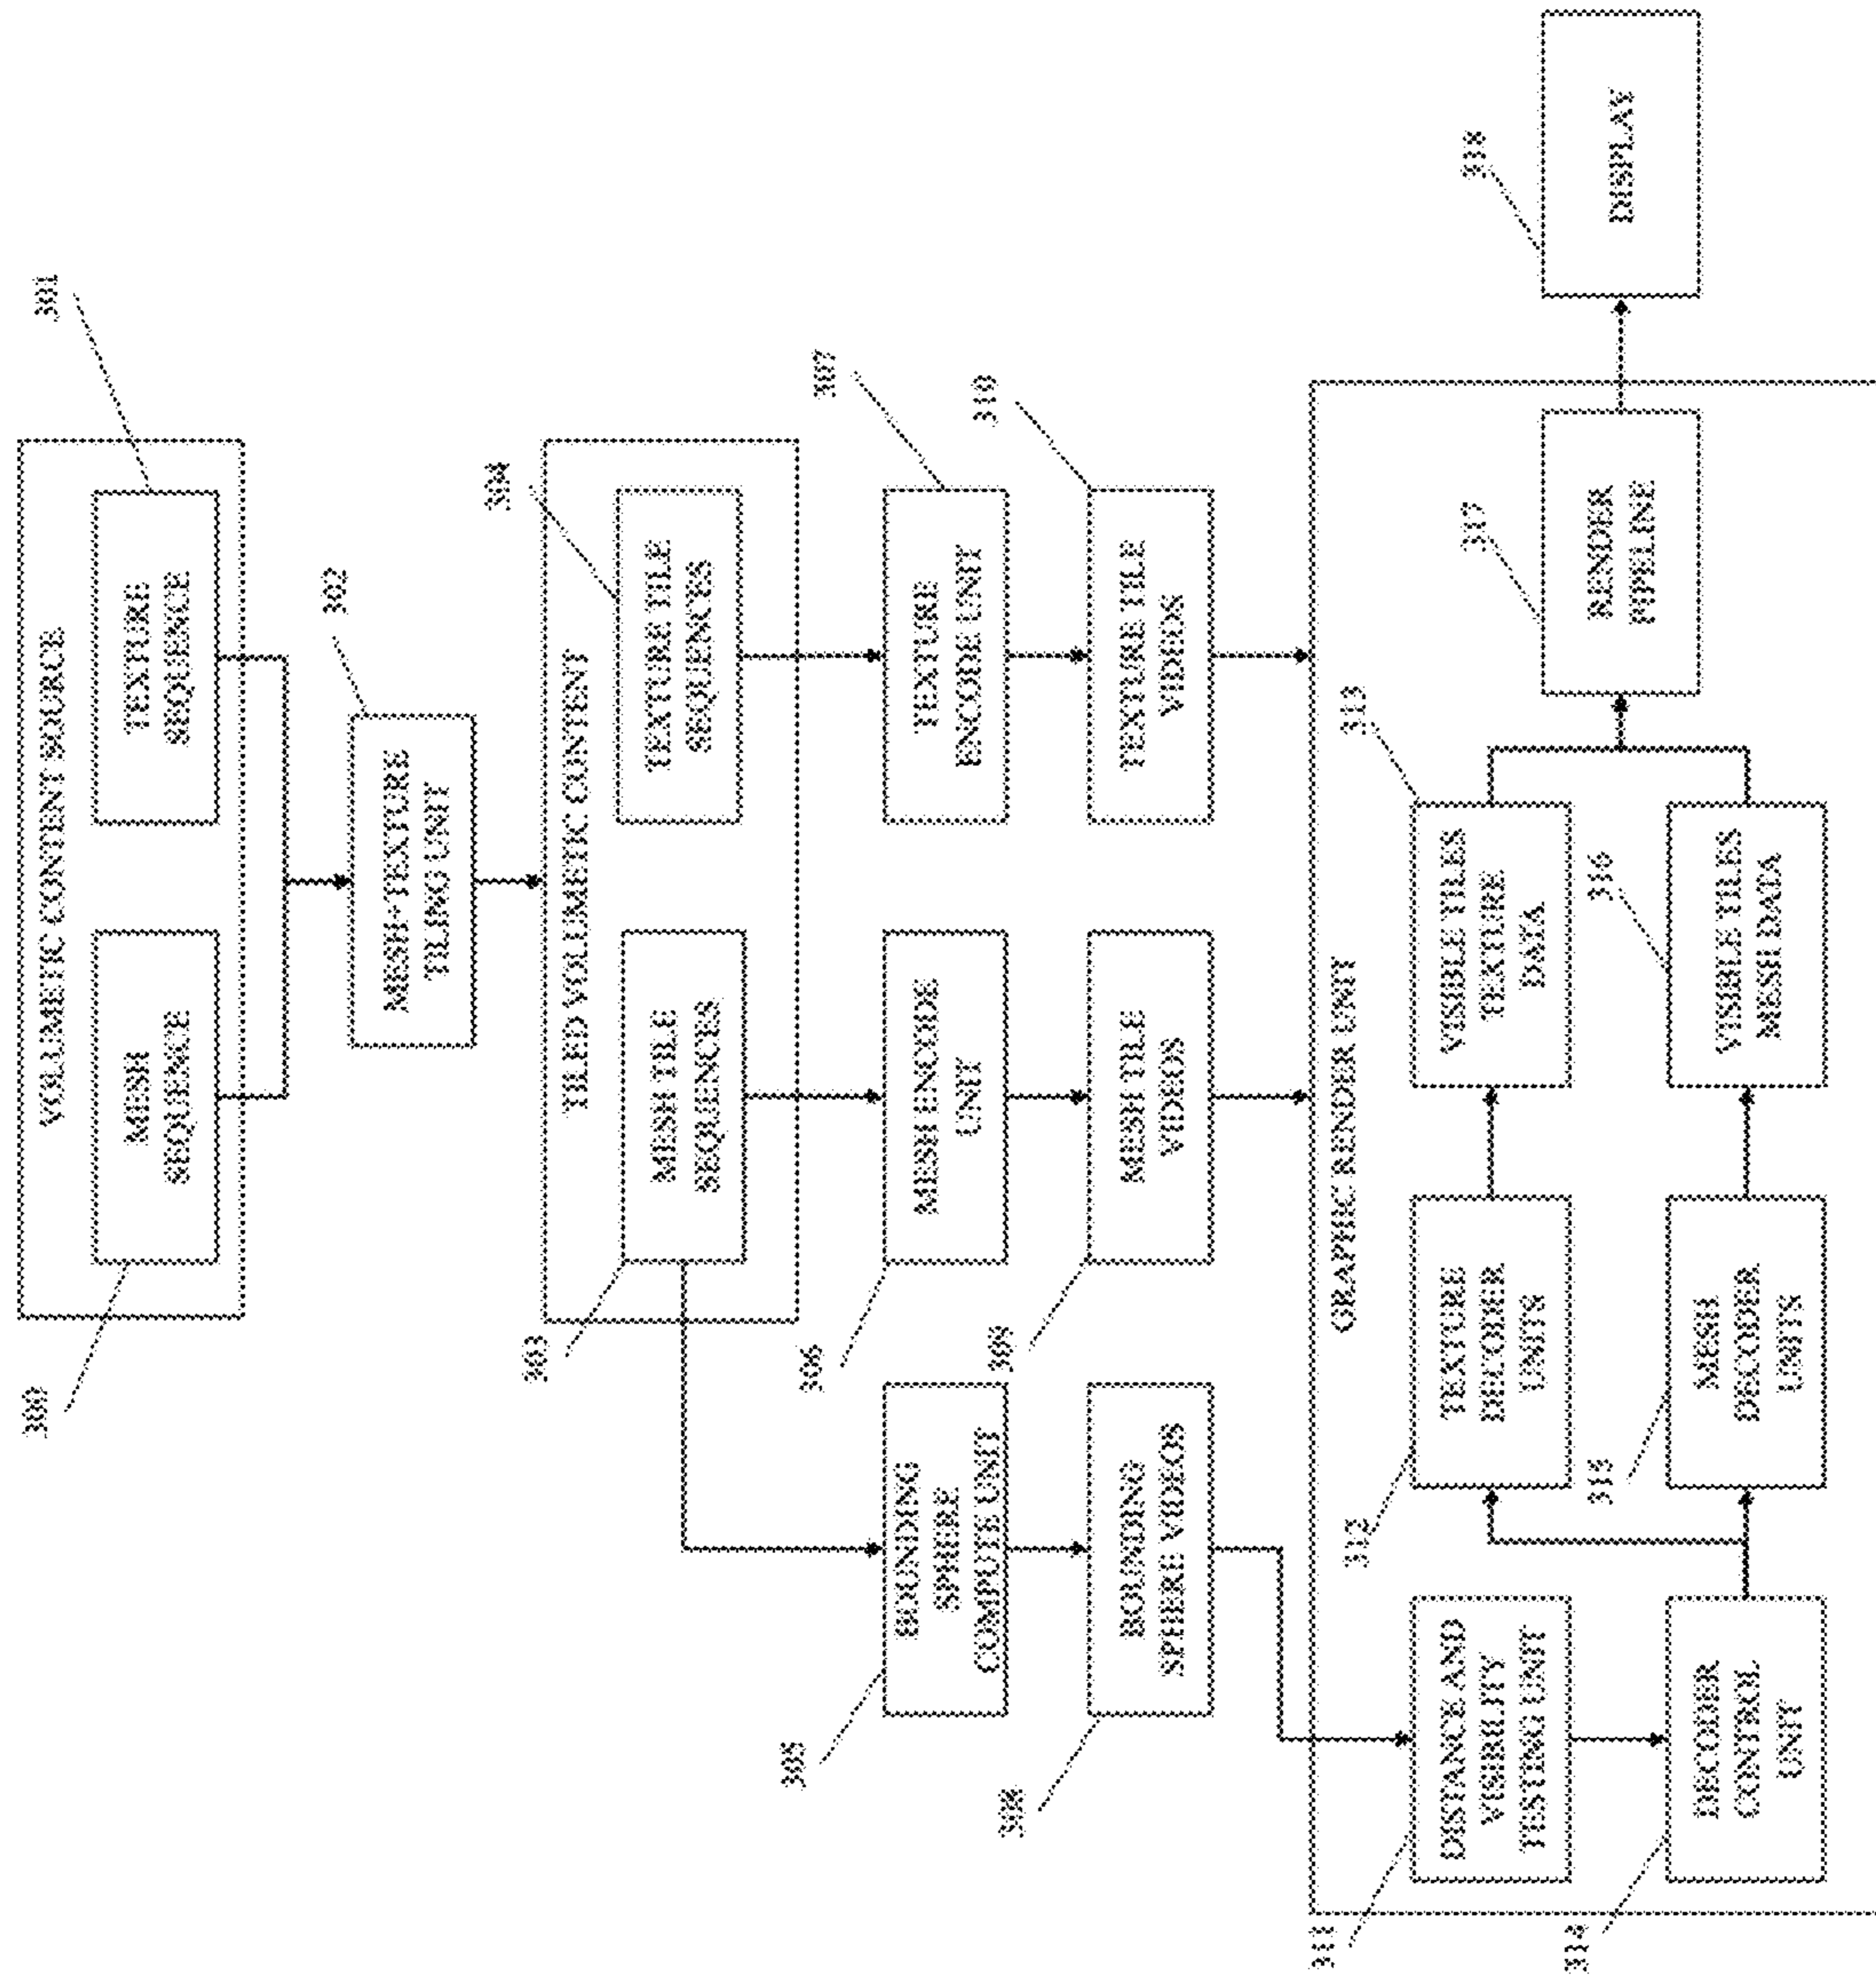 VOLUMETIC CONTENT SOURCE
300
MESH
SEQUENCE
301
TEXTURE
SEQUENCE
302
MESH+TEXTURE
TILING UNIT
TILED VOLUMETIC CONTENT
303
MESH TILE
SEQUENCES
304
TEXTURE TILE
SEQUENCES
305
BOUNDING
SPHERE
COMPUTE UNIT
306
MESH ENCODE
UNIT
307
TEXTURE
ENCODE UNIT
308
BOUNDING
SPHERE VIDEOS
309
MESH TILE
VIDEOS
310
TEXTURE TILE
VIDEOS
GRAPHIC RENDER UNIT
311
DISTANCE AND
VISIBILITY
TESTING UNIT
312
TEXTURE
DECODER
UNITS
313
VISIBLE TILES
TEXTURE
DATA
314
DECODER
CONTROL
UNIT
315
MESH
DECODER
UNITS
316
VISIBLE TILES
MESH DATA
317
RENDER
PIPELINE
318
DISPLAY